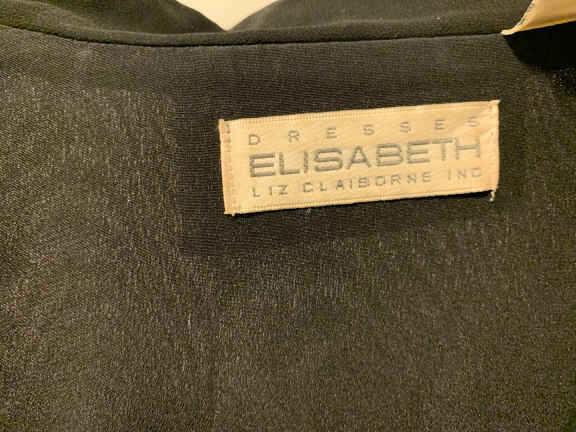 DRESSES
ELISABETH
LIZ CLAIBORNE INC